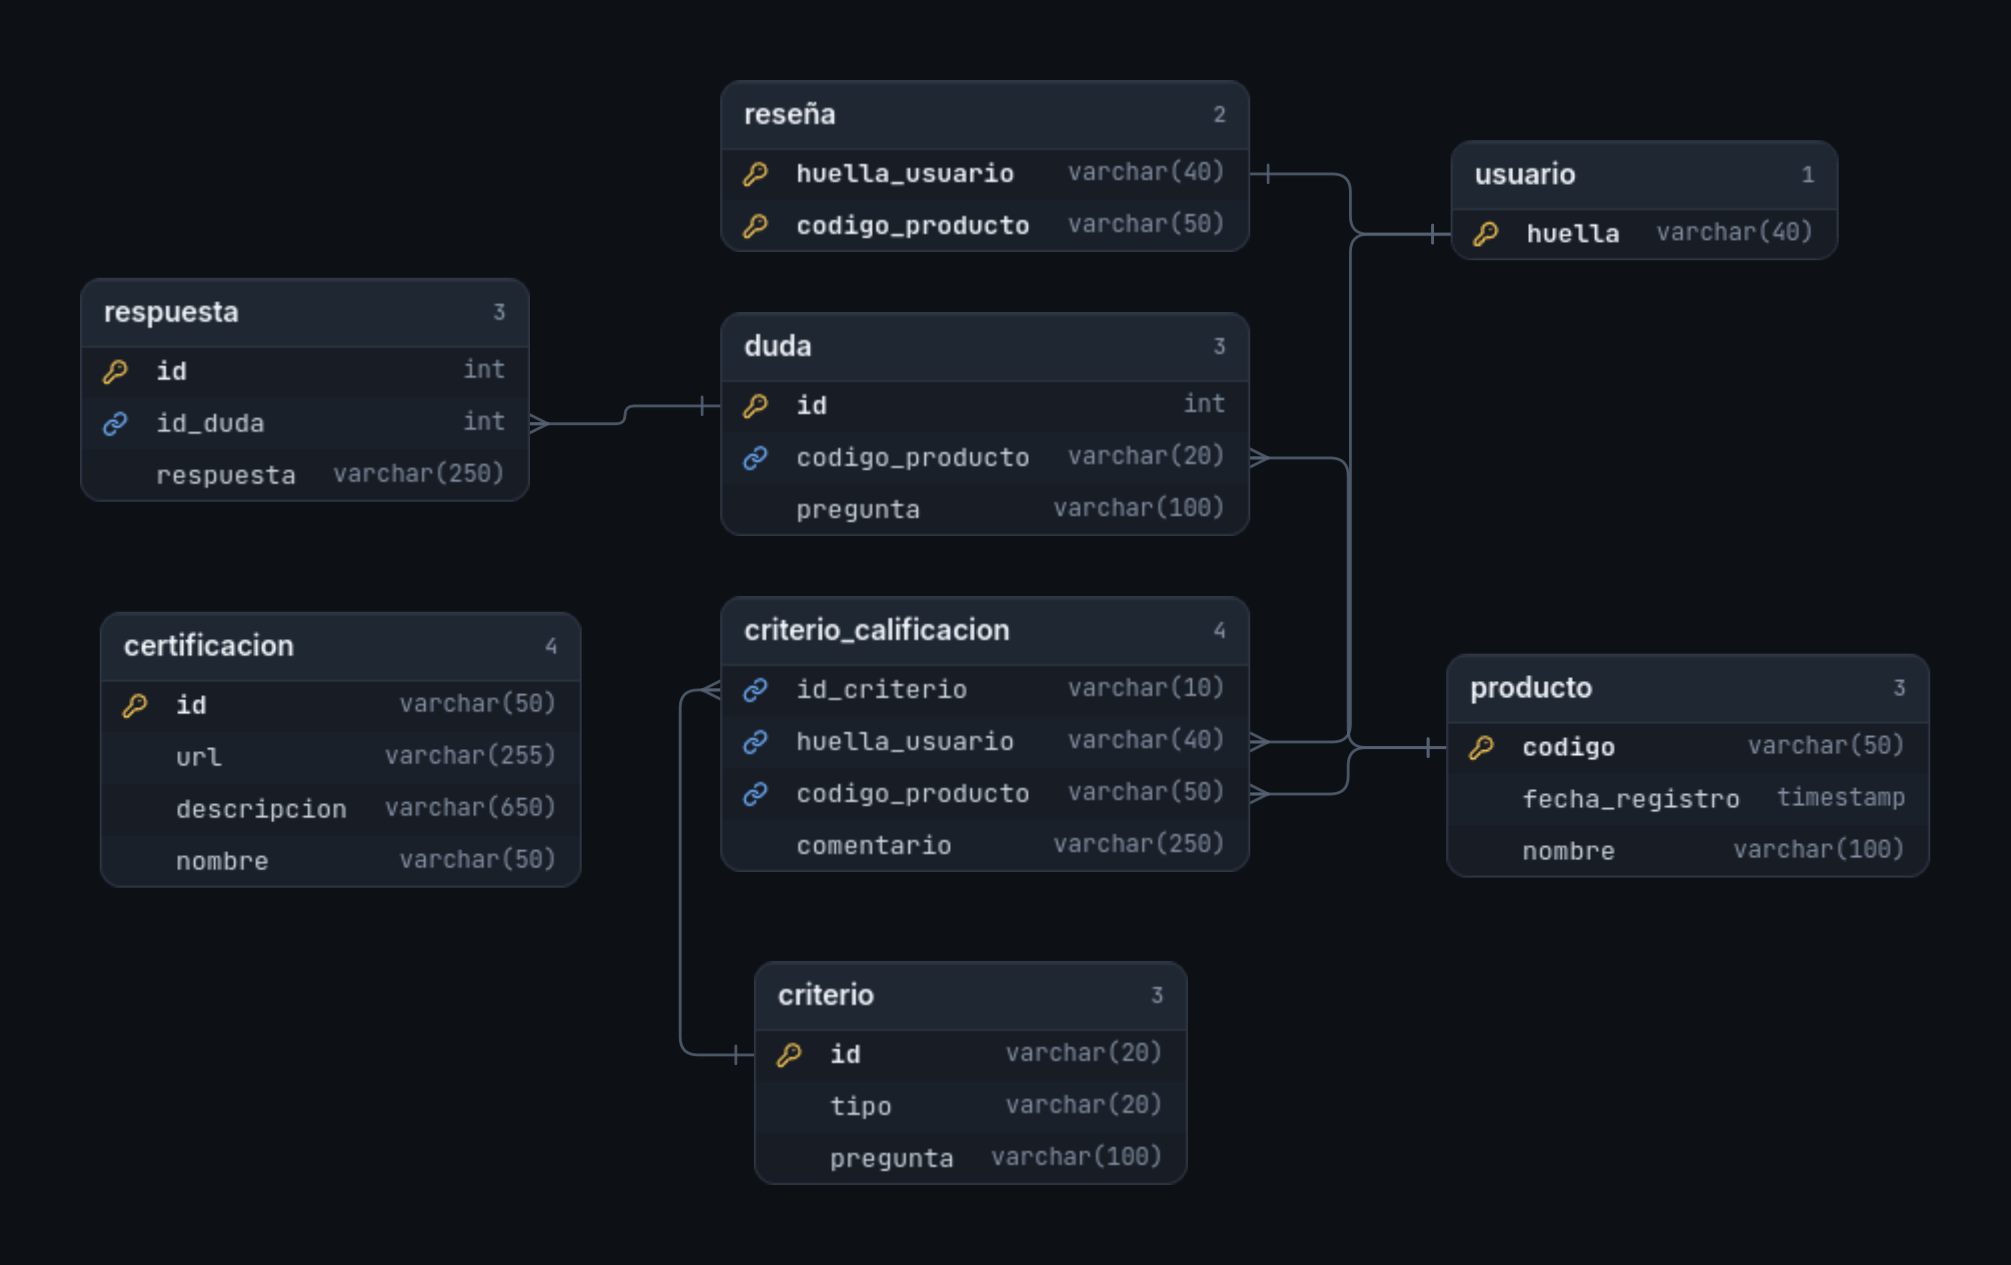 reseña 2
huella_usuario varchar(40)
codigo_producto varchar(50)
usuario 1
huella varchar(40)
respuesta 3
id int
id_duda int
respuesta varchar(250)
duda 3
id int
codigo_producto varchar(20)
pregunta varchar(100)
certificacion 4
id varchar(50)
url varchar(255)
descripcion varchar(650)
nombre varchar(50)
criterio_calificacion 4
id_criterio varchar(10)
huella_usuario varchar(40)
codigo_producto varchar(50)
comentario varchar(250)
producto 3
codigo varchar(50)
fecha_registro timestamp
nombre varchar(100)
criterio 3
id varchar(20)
tipo varchar(20)
pregunta varchar(100)